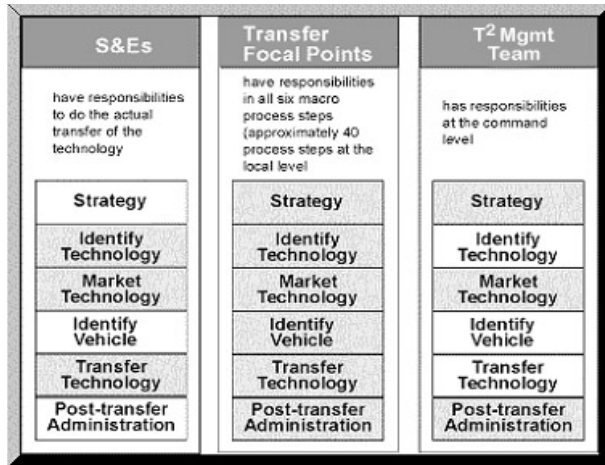 S&Es
have responsibilities
to do the actual
transfer of the
technology
Strategy
Identify
Technology
Market
Technology
Identify
Vehicle
Transfer
Technology
Post-transfer
Administration
Transfer
Focal Points
have responsibilities
in all six macro
process steps
(approximately 40
process steps at the
local level
Strategy
Identify
Technology
Market
Technology
Identify
Vehicle
Transfer
Technology
Post-transfer
Administration
T² Mgmt
Team
has responsibilities
at the command
level
Strategy
Identify
Technology
Market
Technology
Identify
Vehicle
Transfer
Technology
Post-transfer
Administration